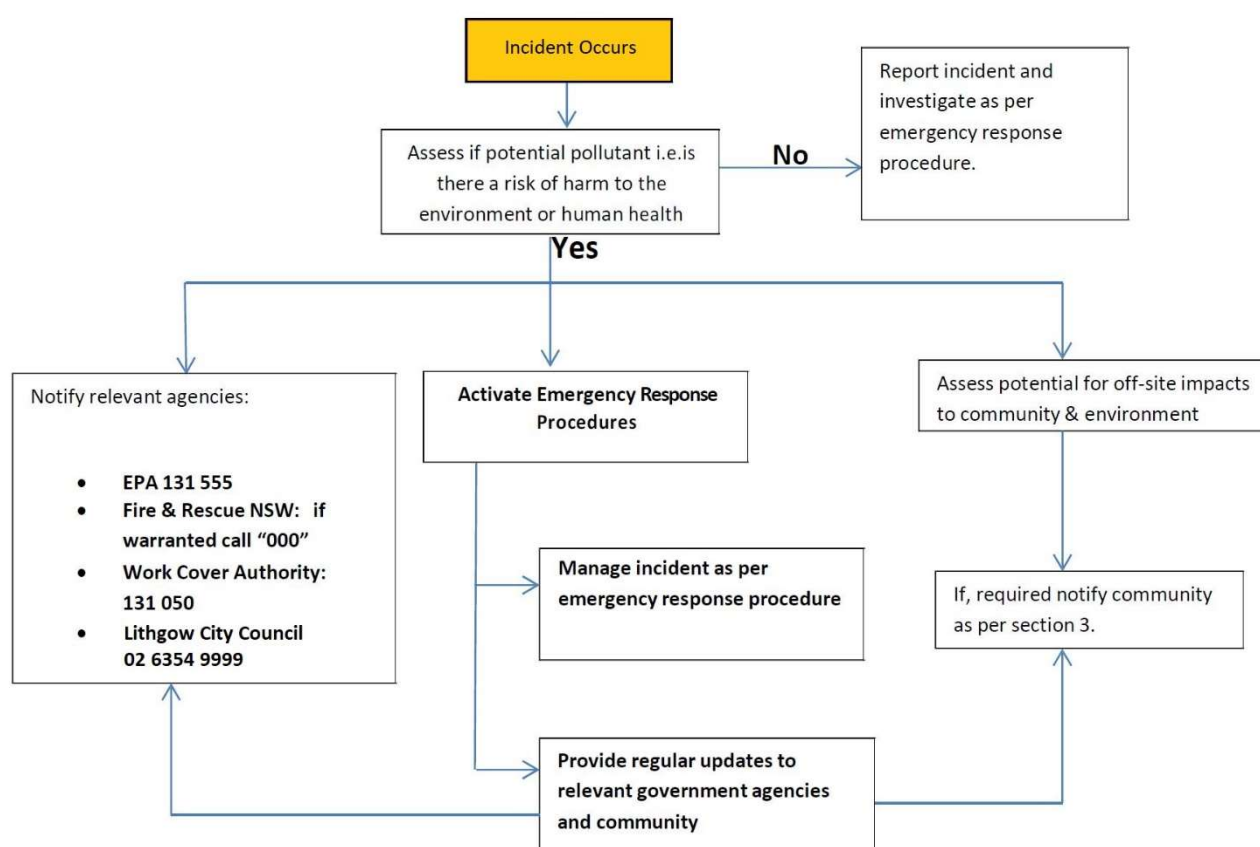 Incident Occurs
Report incident and
investigate as per
emergency response
procedure.
Assess if potential pollutant i.e.is
there a risk of harm to the
environment or human health
No
Yes
Notify relevant agencies:
• EPA 131 555
• Fire & Rescue NSW: if
warranted call “000”
• Work Cover Authority:
131 050
• Lithgow City Council
02 6354 9999
Activate Emergency Response
Procedures
Assess potential for off-site impacts
to community & environment
Manage incident as per
emergency response procedure
If, required notify community
as per section 3.
Provide regular updates to
relevant government agencies
and community